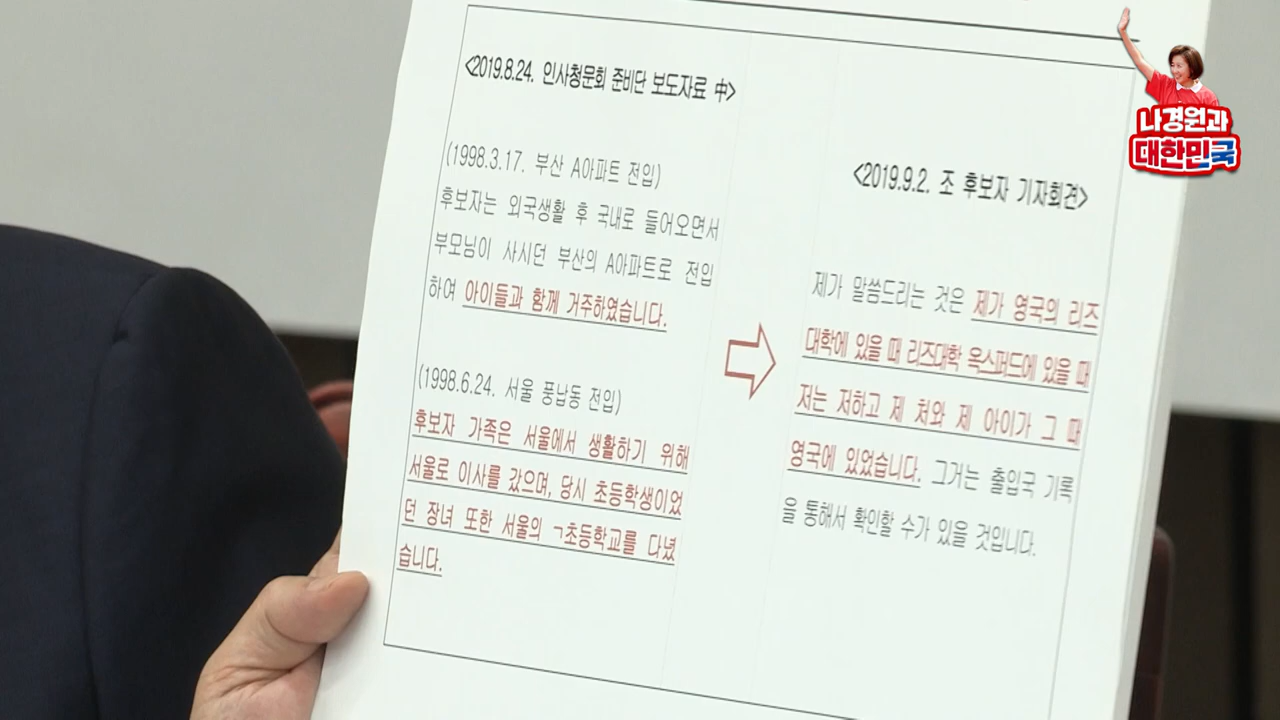 <2019.8.24. 인사청문회 준비단 보도자료 中>
(1998.3.17. 부산 A아파트 전입)
후보자는 외국생활 후 국내로 들어오면서
부모님이 사시던 부산의 A아파트로 전입
하여 아이들과 함께 거주하였습니다.
(1998.6.24. 서울 풍납동 전입)
후보자 가족은 서울에서 생활하기 위해
서울로 이사를 갔으며, 당시 초등학생이었
던 장녀 또한 서울의 ㄱ초등학교를 다녔
습니다.
<2019.9.2. 조 후보자 기자회견>
제가 말씀드리는 것은 제가 영국의 리즈
대학에 있을 때 리즈대학 옥스퍼드에 있을 때
저는 저하고 제 처와 제 아이가 그 때
영국에 있었습니다. 그거는 출입국 기록
을 통해서 확인할 수가 있을 것입니다.
나경원과
대한민국